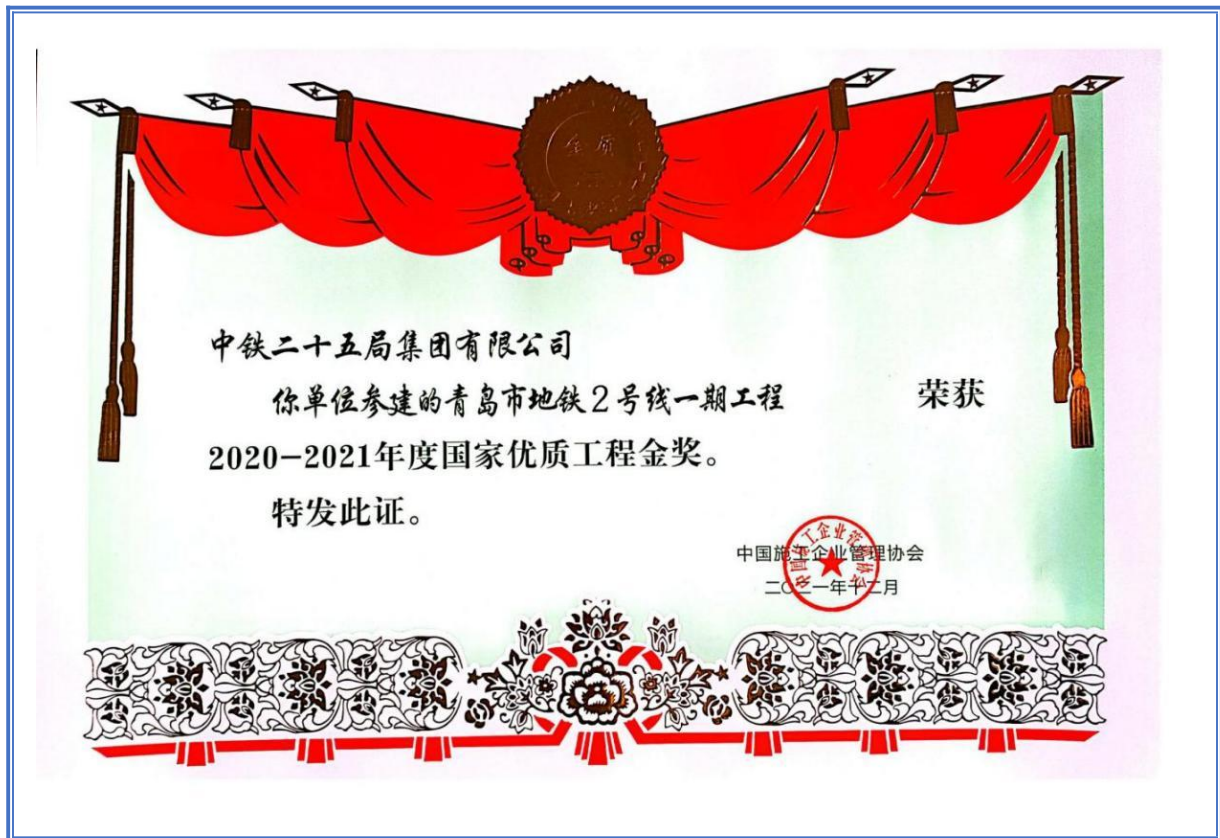 中铁二十五局集团有限公司
你单位参建的青岛市地铁2号线一期工程 荣获
2020-2021年度国家优质工程金奖。
特发此证。
中国施工企业管理协会
二〇二一年十二月